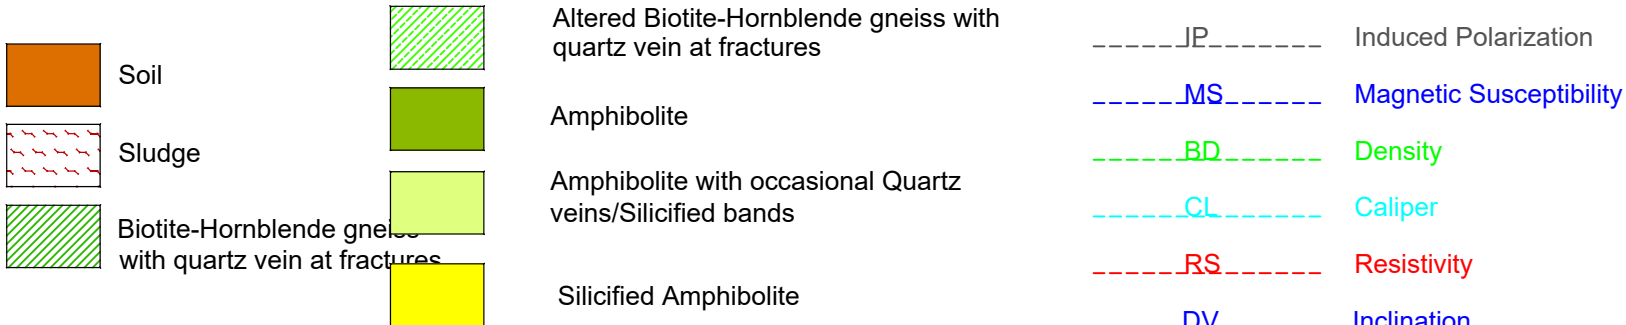 Soil
Sludge
Biotite-Hornblende gneiss
with quartz vein at fractures
Altered Biotite-Hornblende gneiss with
quartz vein at fractures
Amphibolite
Amphibolite with occasional Quartz
veins/Silicified bands
Silicified Amphibolite
IP Induced Polarization
MS Magnetic Susceptibility
BD Density
CL Caliper
RS Resistivity
DV Inclination